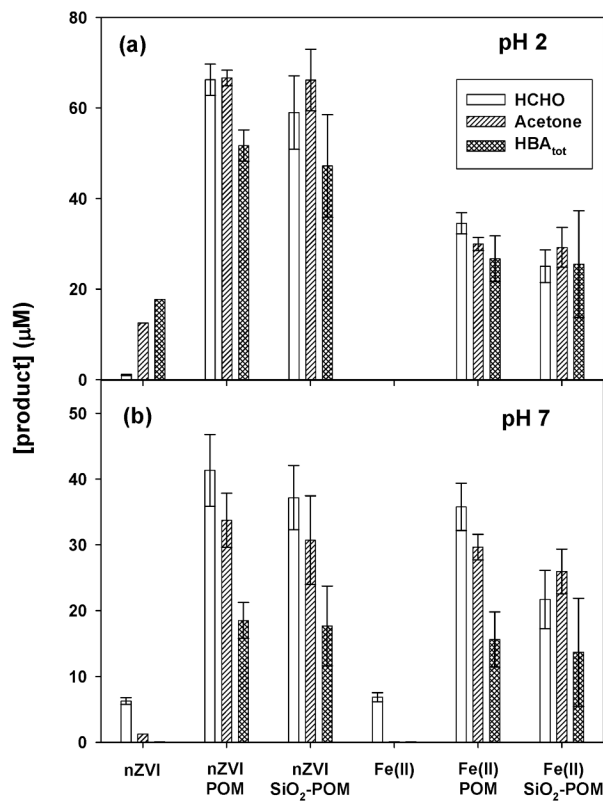 80
(a)
pH 2
HCHO
Acetone
HBA_tot
60
40
20
0
[product] (μM)
(b)
pH 7
50
40
30
20
10
0
nZVI
nZVI
POM
nZVI
SiO₂-POM
Fe(II)
Fe(II)
POM
Fe(II)
SiO₂-POM